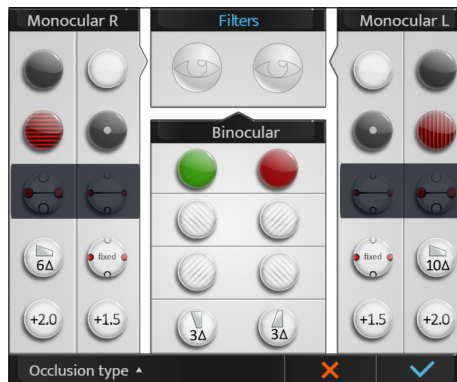 Monocular R
Filters
Monocular L
Binocular
6Δ
fixed
fixed
10Δ
+2.0
+1.5
3Δ
3Δ
+1.5
+2.0
Occlusion type